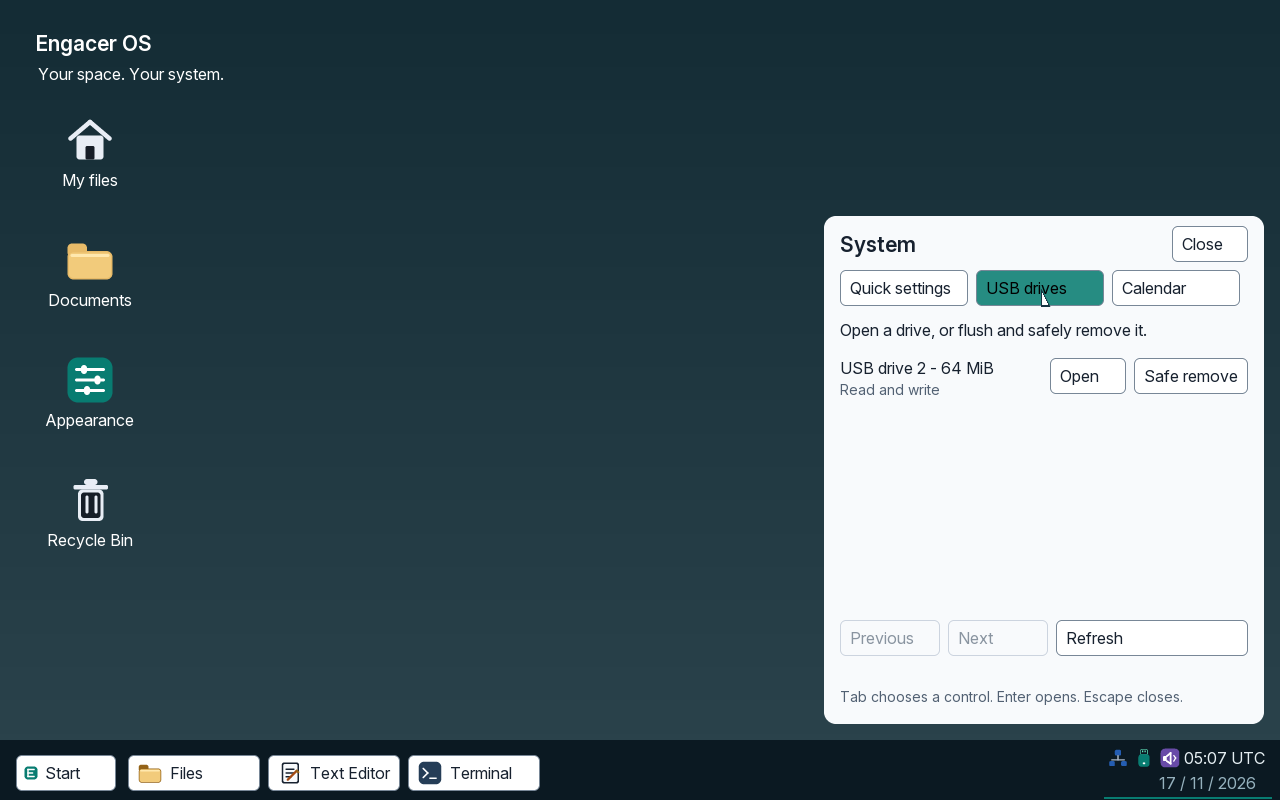 Engacer OS
Your space. Your system.
My files
Documents
Appearance
Recycle Bin
System
Close
Quick settings
USB drives
Calendar
Open a drive, or flush and safely remove it.
USB drive 2 - 64 MiB
Read and write
Open
Safe remove
Previous
Next
Refresh
Tab chooses a control. Enter opens. Escape closes.
Start
Files
Text Editor
Terminal
05:07 UTC
17 / 11 / 2026